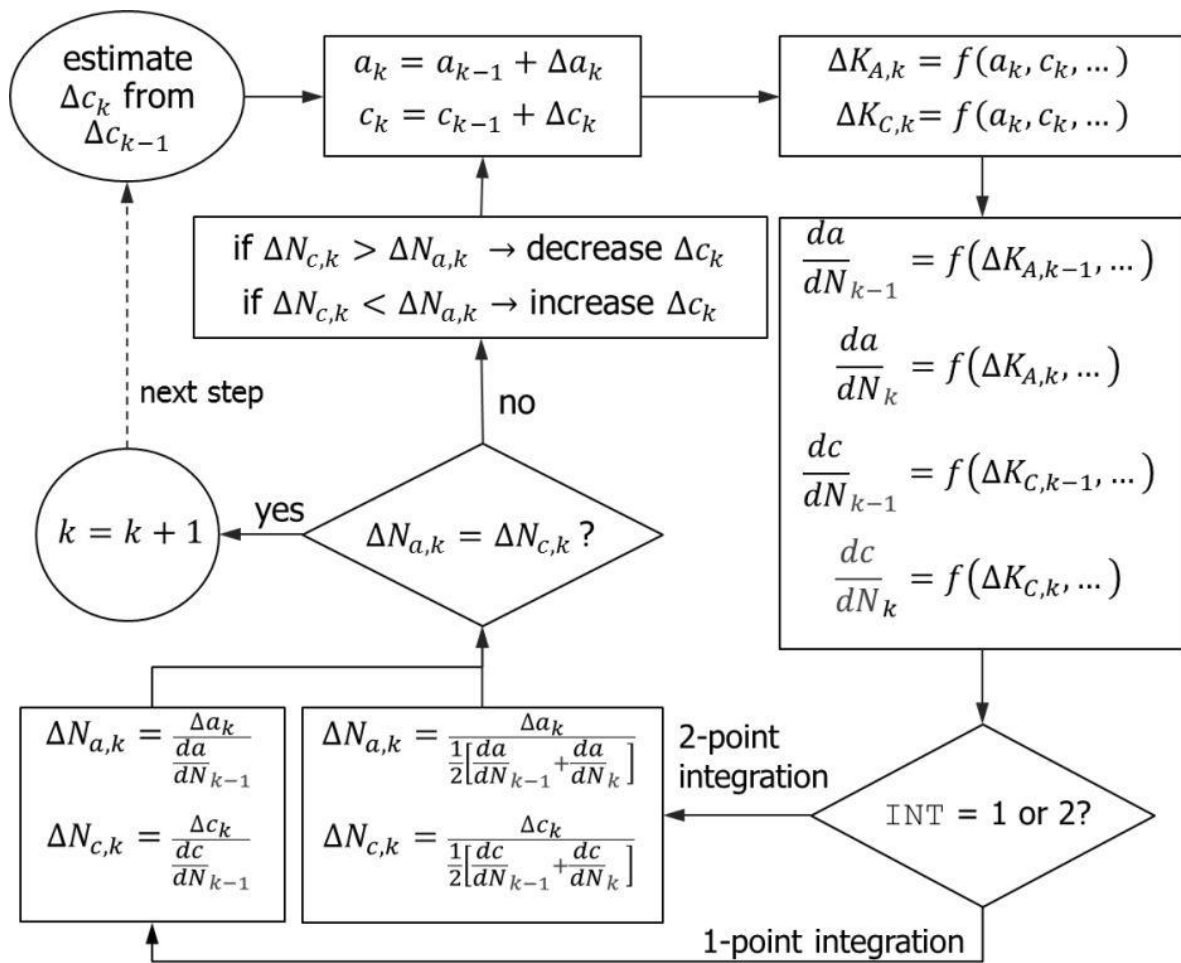 estimate
Δc_k from
Δc_{k−1}
a_k = a_{k−1} + Δa_k
c_k = c_{k−1} + Δc_k
ΔK_{A,k} = f(a_k, c_k, …)
ΔK_{C,k} = f(a_k, c_k, …)
da/dN_{k−1} = f(ΔK_{A,k−1}, …)
da/dN_k = f(ΔK_{A,k}, …)
dc/dN_{k−1} = f(ΔK_{C,k−1}, …)
dc/dN_k = f(ΔK_{C,k}, …)
if ΔN_{c,k} > ΔN_{a,k} → decrease Δc_k
if ΔN_{c,k} < ΔN_{a,k} → increase Δc_k
next step
no
k = k + 1
yes
ΔN_{a,k} = ΔN_{c,k} ?
ΔN_{a,k} = Δa_k / (da/dN_{k−1})
ΔN_{c,k} = Δc_k / (dc/dN_{k−1})
ΔN_{a,k} = Δa_k / (1/2[da/dN_{k−1} + da/dN_k])
ΔN_{c,k} = Δc_k / (1/2[dc/dN_{k−1} + dc/dN_k])
2-point
integration
INT = 1 or 2?
1-point integration